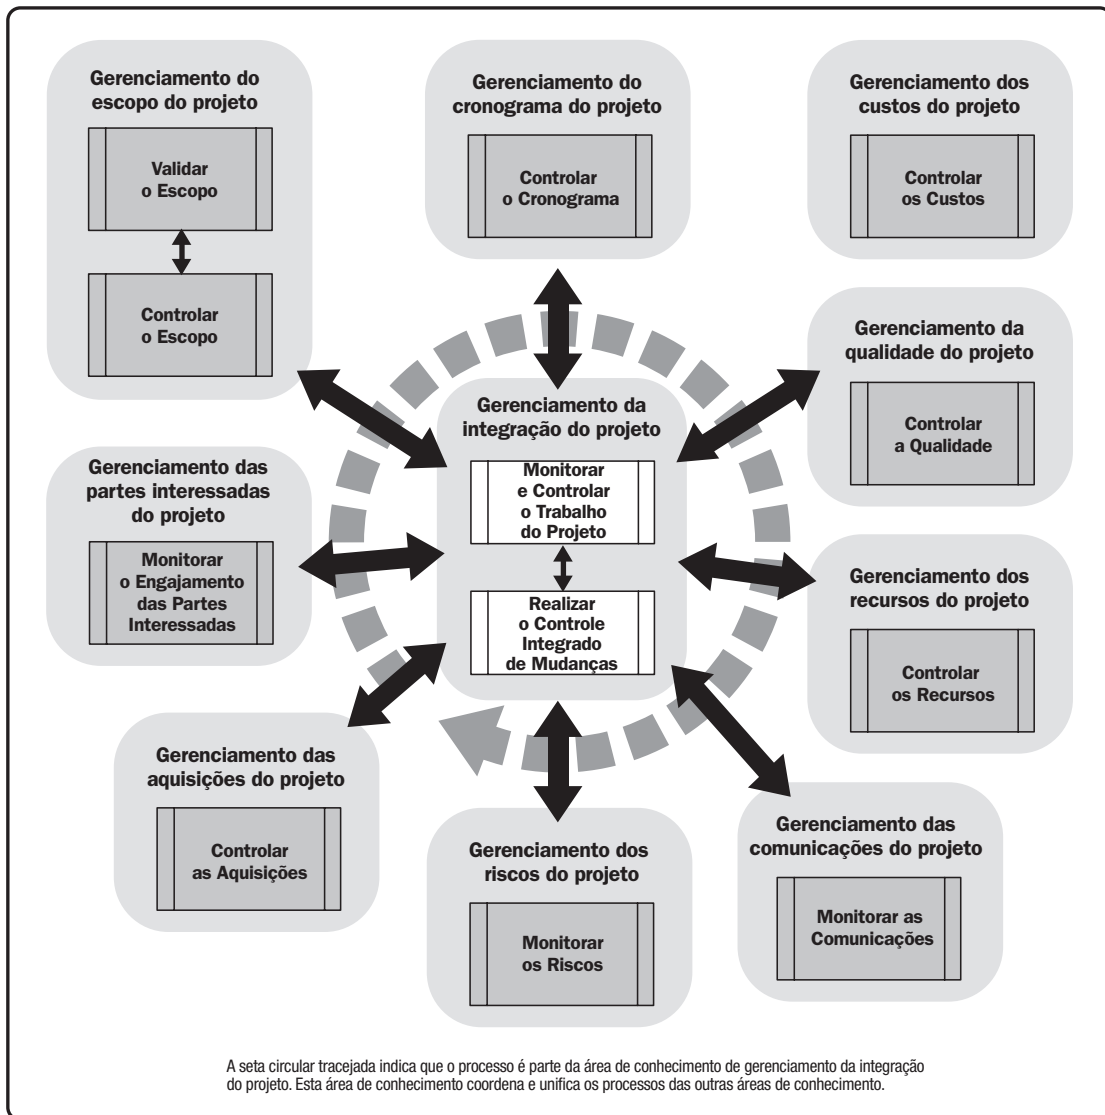 Gerenciamento do
escopo do projeto
Validar
o Escopo
Controlar
o Escopo
Gerenciamento do
cronograma do projeto
Controlar
o Cronograma
Gerenciamento dos
custos do projeto
Controlar
os Custos
Gerenciamento da
qualidade do projeto
Controlar
a Qualidade
Gerenciamento da
integração do projeto
Monitorar
e Controlar
o Trabalho
do Projeto
Realizar
o Controle
Integrado
de Mudanças
Gerenciamento das
partes interessadas
do projeto
Monitorar
o Engajamento
das Partes
Interessadas
Gerenciamento dos
recursos do projeto
Controlar
os Recursos
Gerenciamento das
aquisições do projeto
Controlar
as Aquisições
Gerenciamento dos
riscos do projeto
Monitorar
os Riscos
Gerenciamento das
comunicações do projeto
Monitorar as
Comunicações
A seta circular tracejada indica que o processo é parte da área de conhecimento de gerenciamento da integração
do projeto. Esta área de conhecimento coordena e unifica os processos das outras áreas de conhecimento.